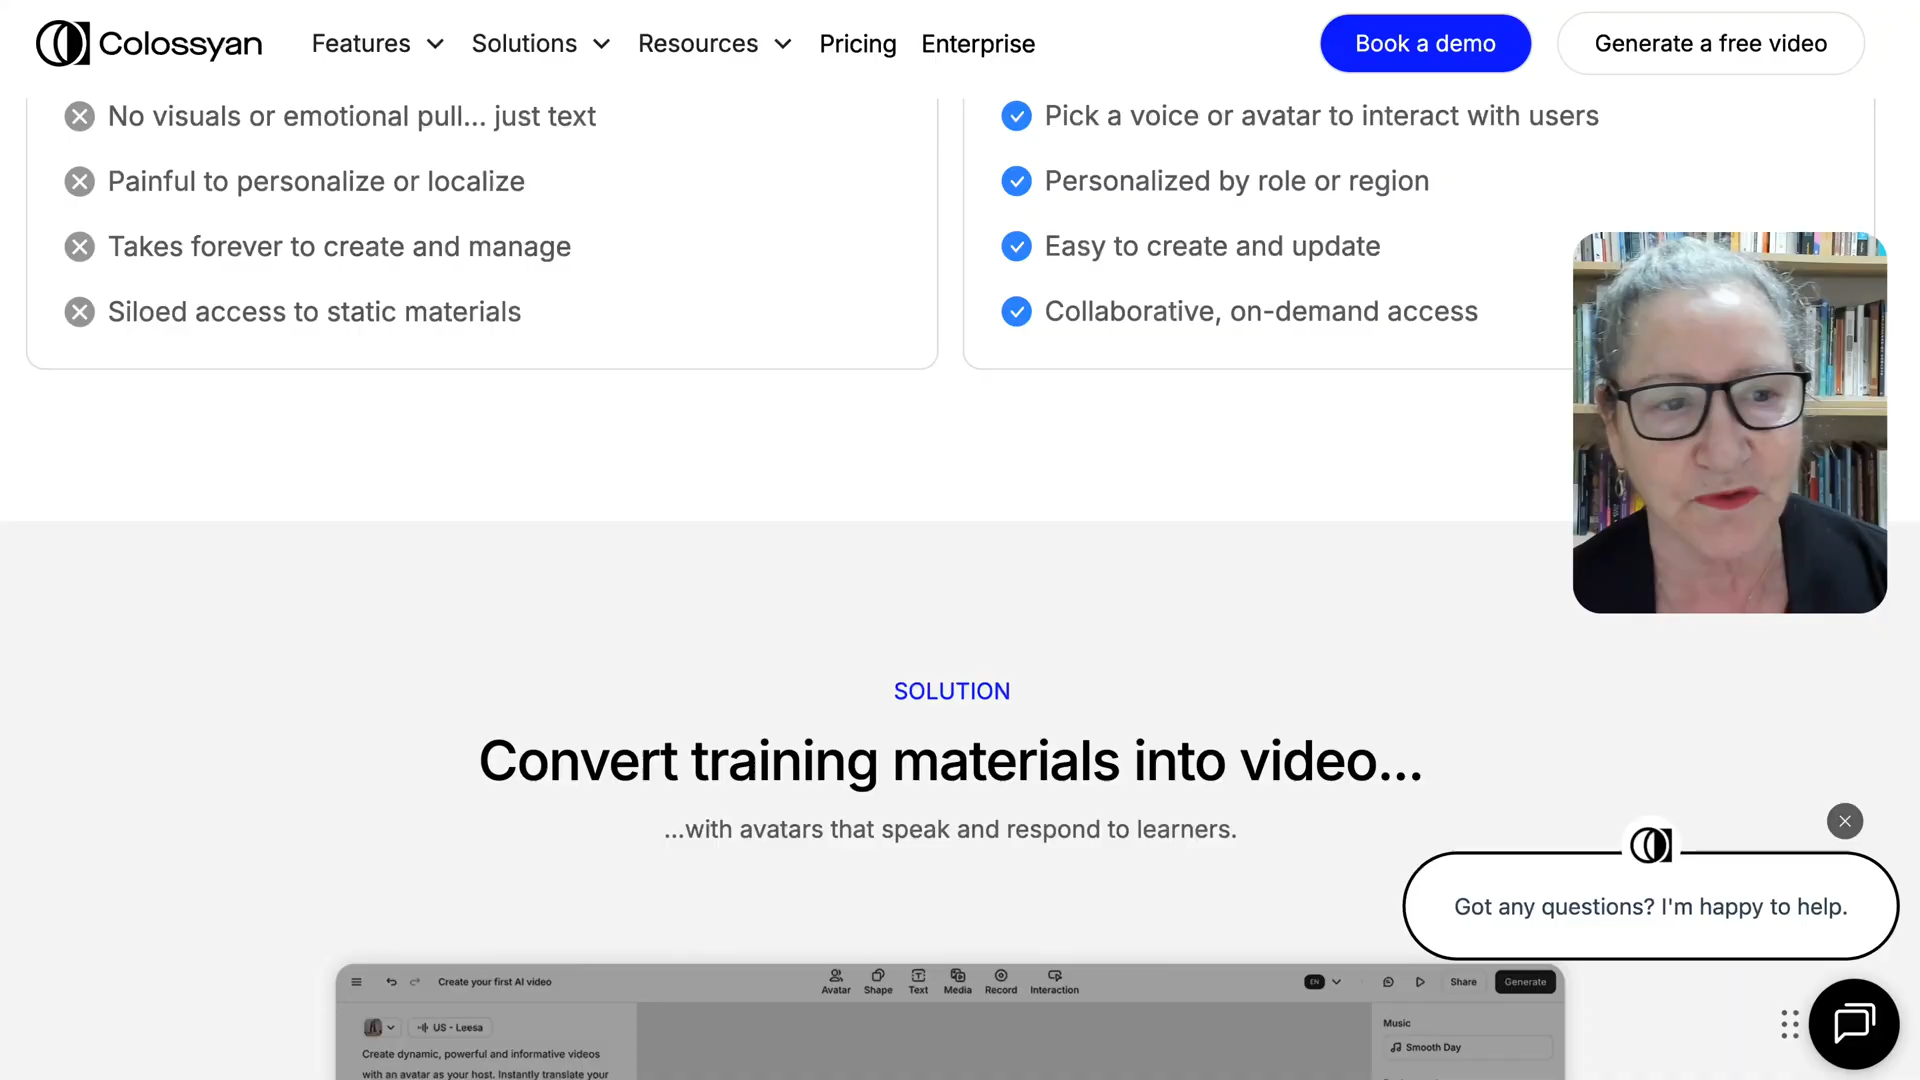 Colossyan
Features
Solutions
Resources
Pricing
Enterprise
Book a demo
Generate a free video
No visuals or emotional pull... just text
Painful to personalize or localize
Takes forever to create and manage
Siloed access to static materials
Pick a voice or avatar to interact with users
Personalized by role or region
Easy to create and update
Collaborative, on-demand access
SOLUTION
Convert training materials into video...
...with avatars that speak and respond to learners.
Got any questions? I'm happy to help.
Create your first AI video
Avatar
Shape
Text
Media
Record
Interaction
EN
Share
Generate
US - Leesa
Create dynamic, powerful and informative videos
with an avatar as your host. Instantly translate your
Music
Smooth Day